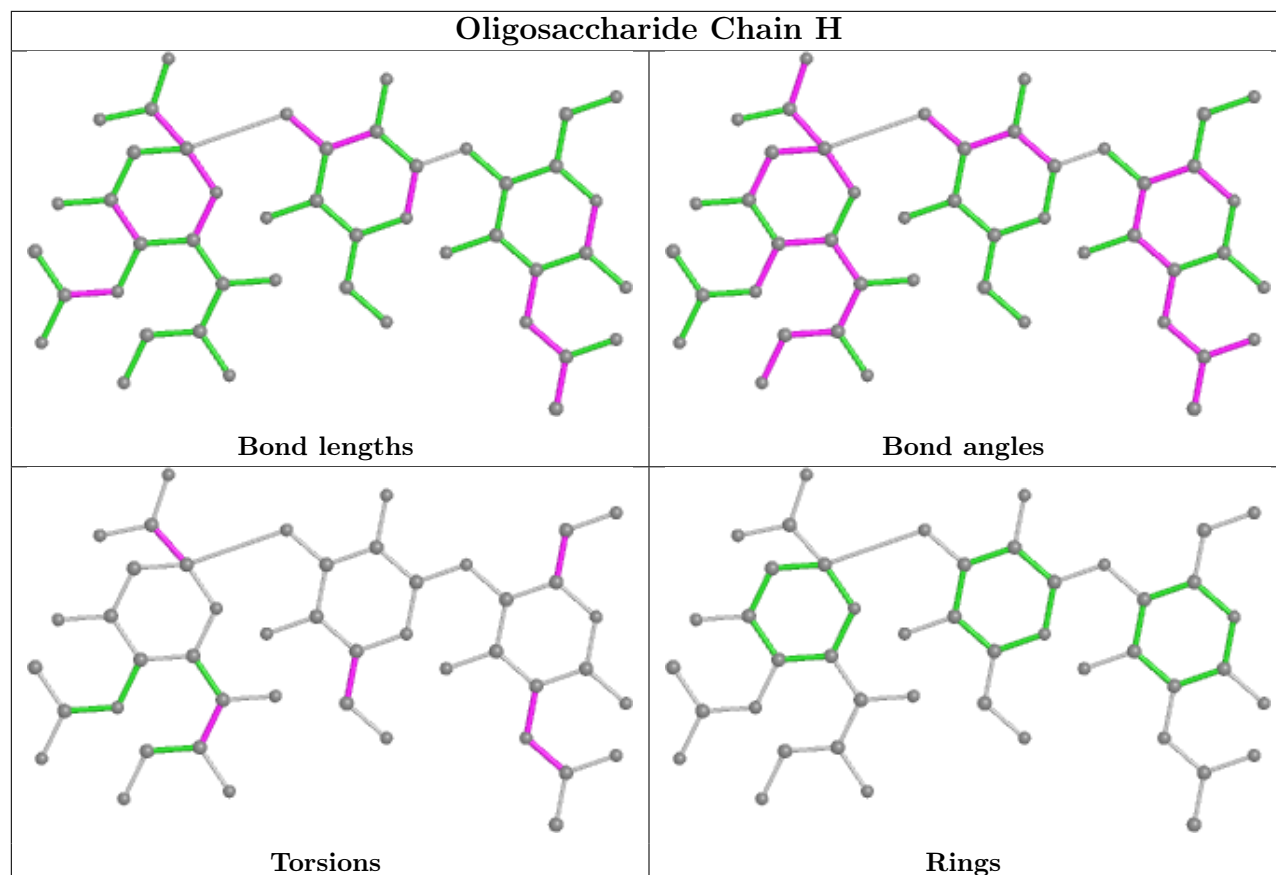 Oligosaccharide Chain H
Bond lengths
Bond angles
Torsions
Rings